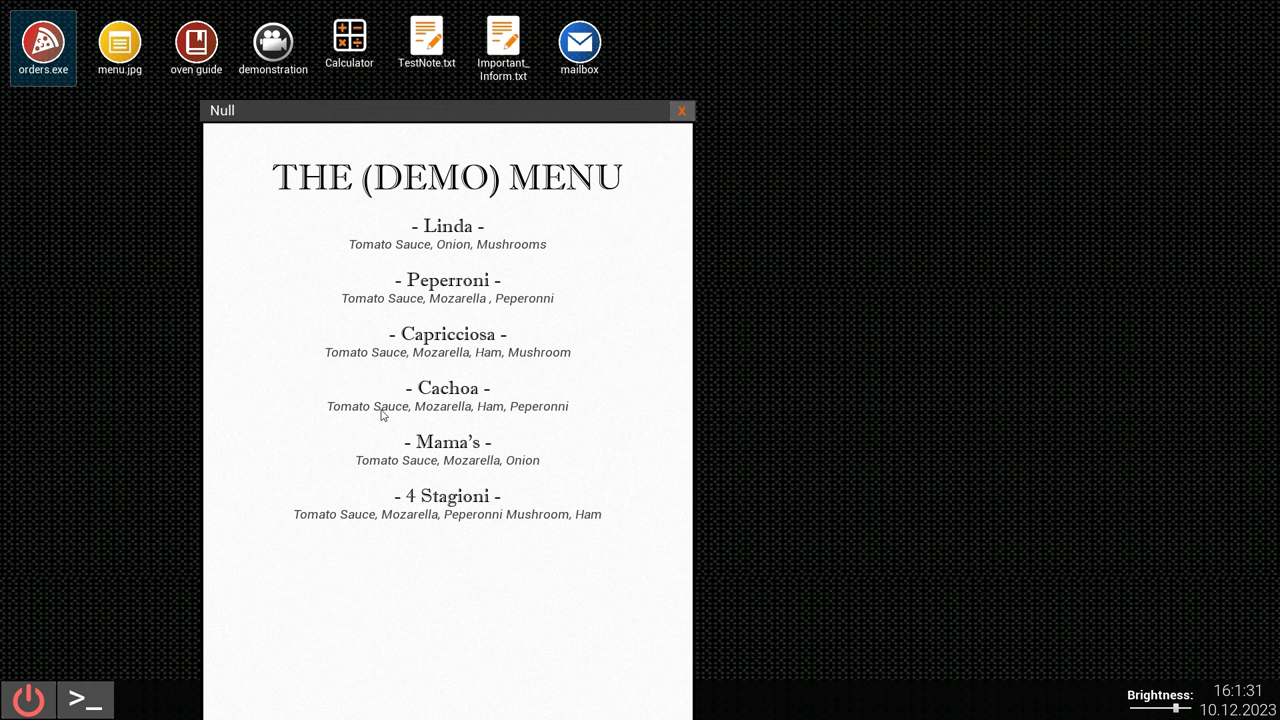 orders.exe
menu.jpg
oven guide
demonstration
Calculator
TestNote.txt
Important_
Inform.txt
mailbox
Null
X
THE (DEMO) MENU
- Linda -
Tomato Sauce, Onion, Mushrooms
- Peperroni -
Tomato Sauce, Mozarella , Peperonni
- Capricciosa -
Tomato Sauce, Mozarella, Ham, Mushroom
- Cachoa -
Tomato Sauce, Mozarella, Ham, Peperonni
- Mama's -
Tomato Sauce, Mozarella, Onion
- 4 Stagioni -
Tomato Sauce, Mozarella, Peperonni Mushroom, Ham
>_
Brightness:
16:1:31
10.12.2023